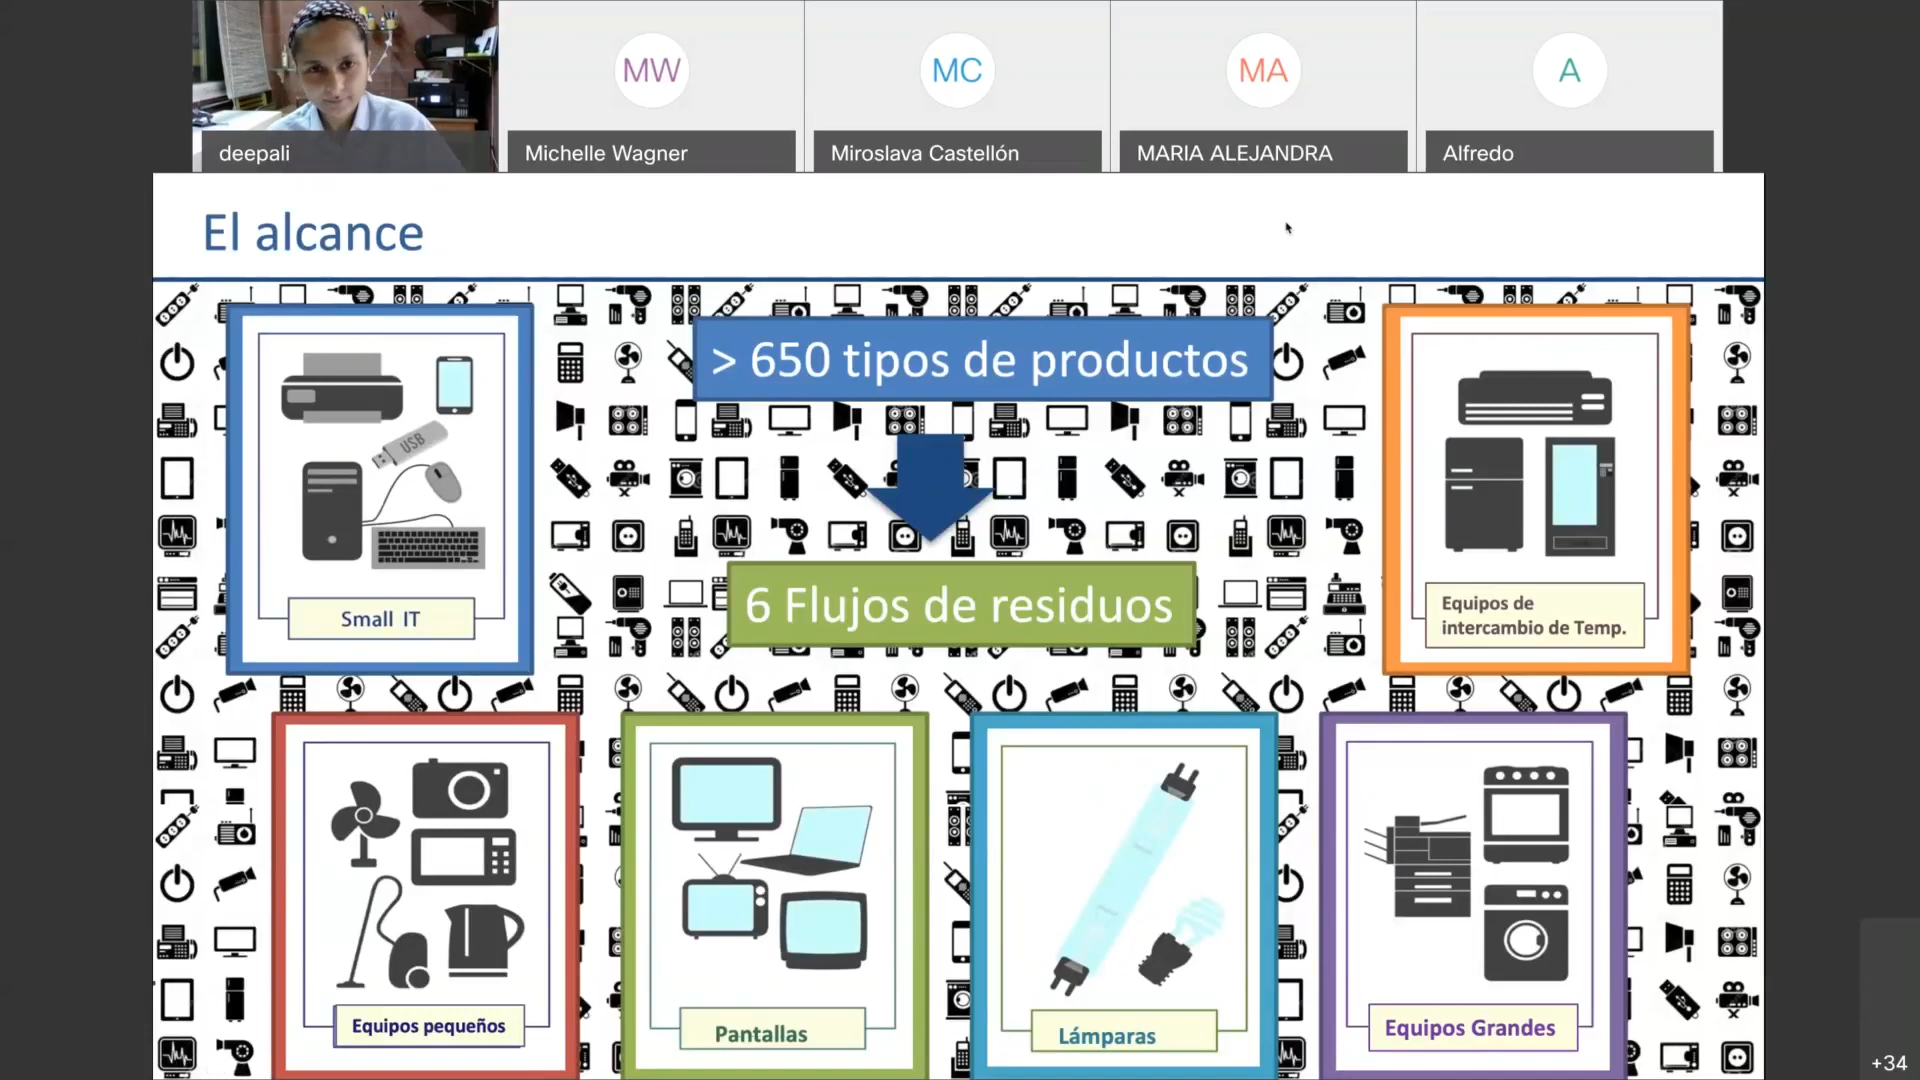 MW
MC
MA
A
deepali
Michelle Wagner
Miroslava Castellón
MARIA ALEJANDRA
Alfredo
El alcance
> 650 tipos de productos
USB
6 Flujos de residuos
Small IT
Equipos de
intercambio de Temp.
Equipos pequeños
Pantallas
Lámparas
Equipos Grandes
+34